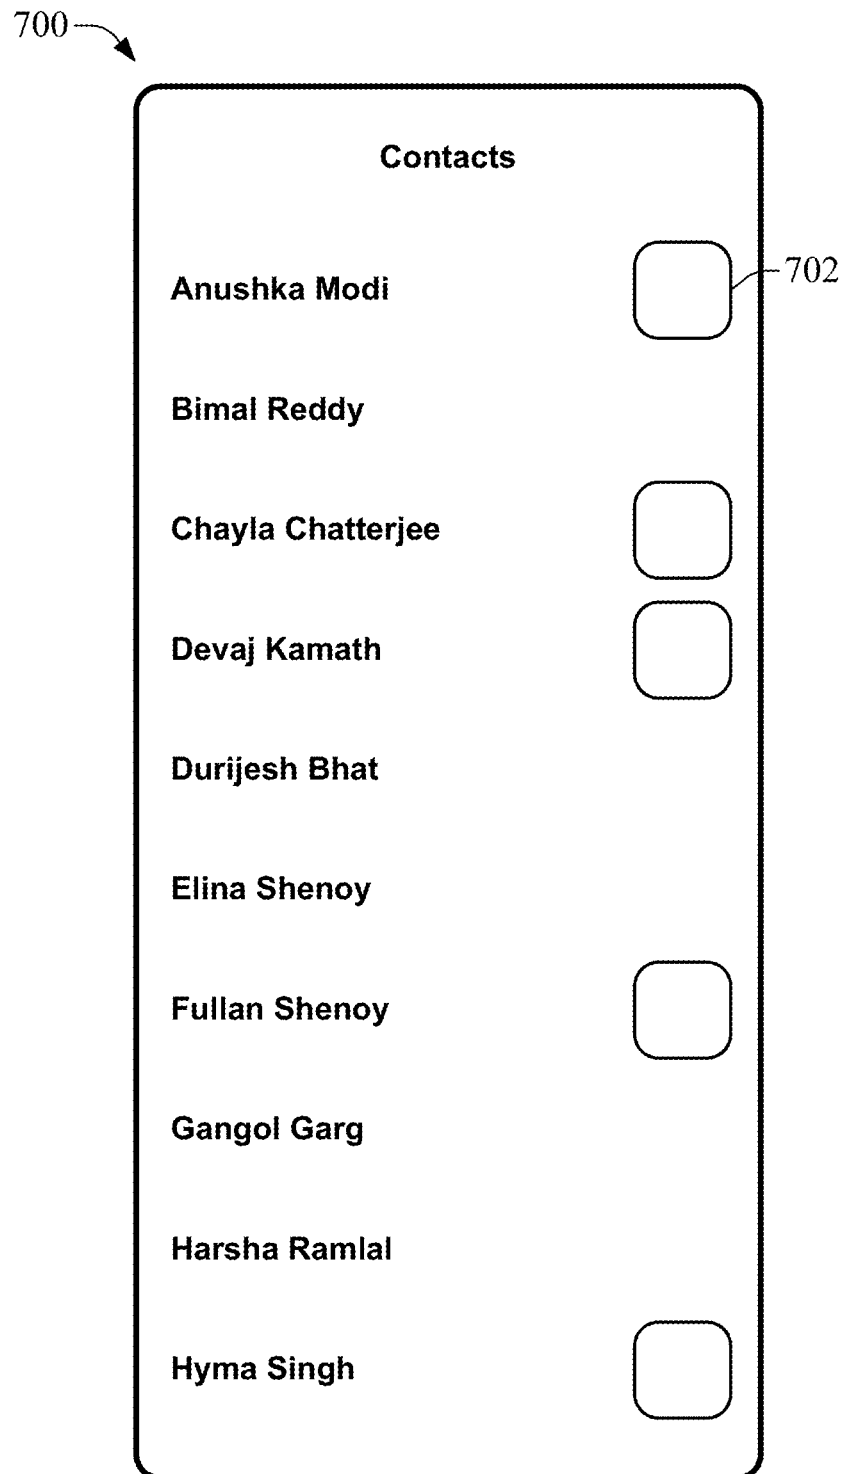 700
Contacts
Anushka Modi
702
Bimal Reddy
Chayla Chatterjee
Devaj Kamath
Durijesh Bhat
Elina Shenoy
Fullan Shenoy
Gangol Garg
Harsha Ramlal
Hyma Singh